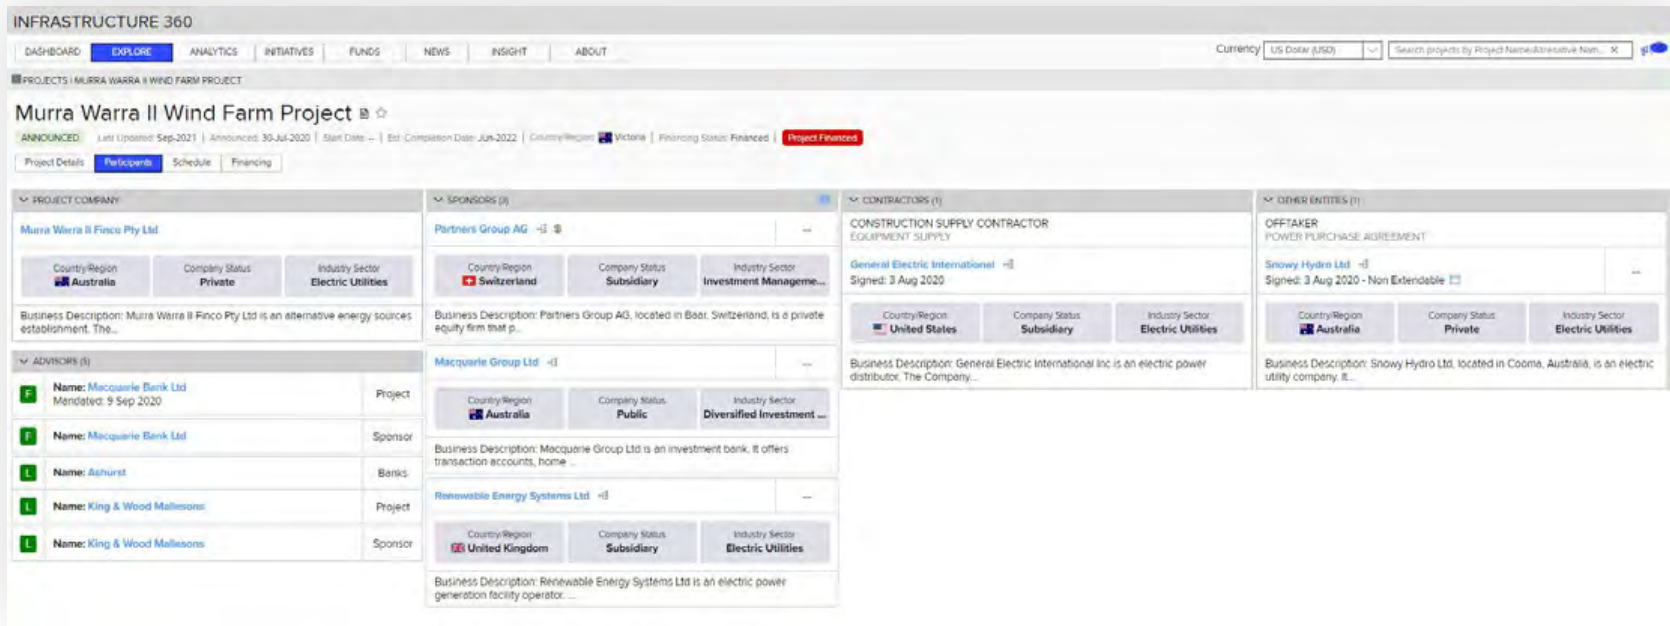 INFRASTRUCTURE 360
DASHBOARD EXPLORE ANALYTICS INITIATIVES FUNDS NEWS INSIGHT ABOUT Currency US Dollar (USD) Search projects by Project Name/Alternative Nam... X
PROJECTS | MURRA WARRA II WIND FARM PROJECT
Murra Warra II Wind Farm Project
ANNOUNCED Last Updated: Sep-2021 | Announced: 30-Jul-2020 | Start Date: -- | Est. Completion Date: Jun-2022 | Country/Region: Victoria | Financing Status: Financed | Project Financed
Project Details Participants Schedule Financing
PROJECT COMPANY
Murra Warra II Finco Pty Ltd
Country/Region Company Status Industry Sector
Australia Private Electric Utilities
Business Description: Murra Warra II Finco Pty Ltd is an alternative energy sources
establishment. The...
ADVISORS (5)
F Name: Macquarie Bank Ltd Project
Mandated: 9 Sep 2020
F Name: Macquarie Bank Ltd Sponsor
L Name: Ashurst Banks
L Name: King & Wood Mallesons Project
L Name: King & Wood Mallesons Sponsor
SPONSORS (3)
Partners Group AG $ --
Country/Region Company Status Industry Sector
Switzerland Subsidiary Investment Manageme...
Business Description: Partners Group AG, located in Baar, Switzerland, is a private
equity firm that p...
Macquarie Group Ltd --
Country/Region Company Status Industry Sector
Australia Public Diversified Investment ...
Business Description: Macquarie Group Ltd is an investment bank. It offers
transaction accounts, home ...
Renewable Energy Systems Ltd --
Country/Region Company Status Industry Sector
United Kingdom Subsidiary Electric Utilities
Business Description: Renewable Energy Systems Ltd is an electric power
generation facility operator. ...
CONTRACTORS (1)
CONSTRUCTION SUPPLY CONTRACTOR
EQUIPMENT SUPPLY
General Electric International
Signed: 3 Aug 2020
Country/Region Company Status Industry Sector
United States Subsidiary Electric Utilities
Business Description: General Electric International Inc is an electric power
distributor. The Company...
OTHER ENTITIES (1)
OFFTAKER
POWER PURCHASE AGREEMENT
Snowy Hydro Ltd --
Signed: 3 Aug 2020 - Non Extendable
Country/Region Company Status Industry Sector
Australia Private Electric Utilities
Business Description: Snowy Hydro Ltd, located in Cooma, Australia, is an electric
utility company. It...